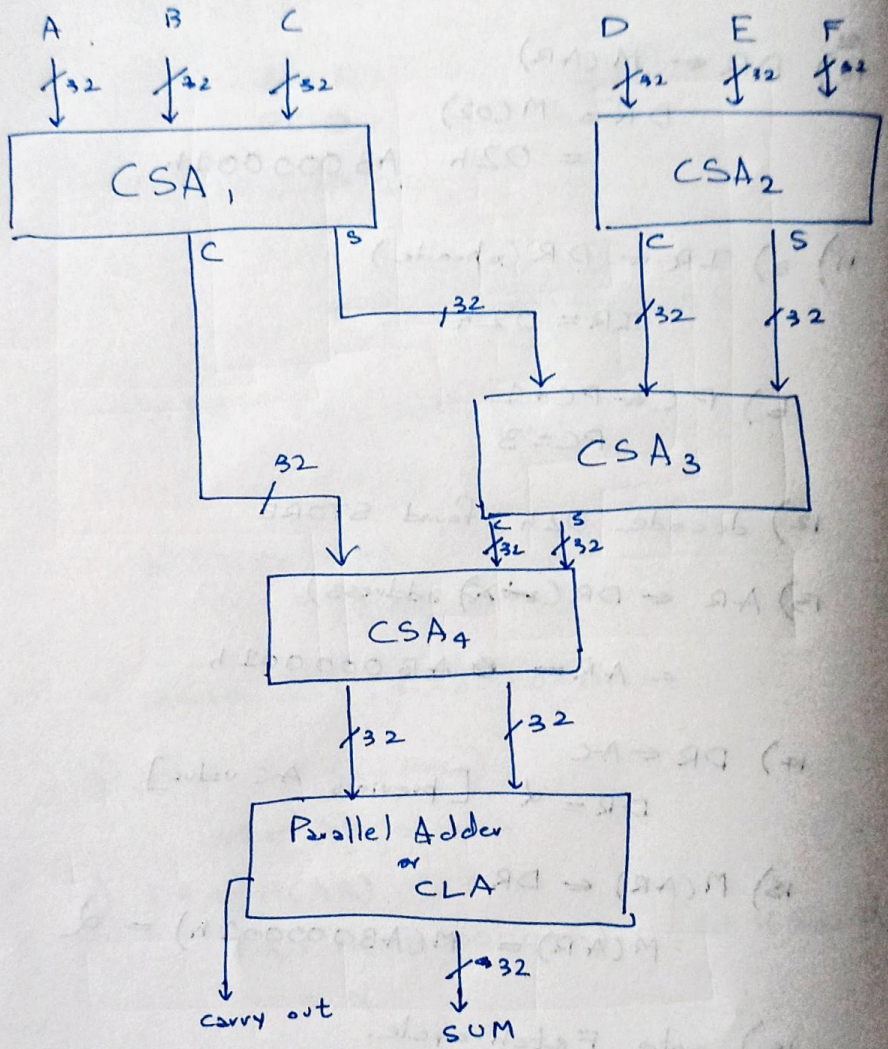 A B C D E F
32 32 32 32 32 32
CSA1 CSA2
C S C S
32 32 32
CSA3
32
C S
32 32
CSA4
32 32
Parallel Adder
or
CLA
32
carry out SUM